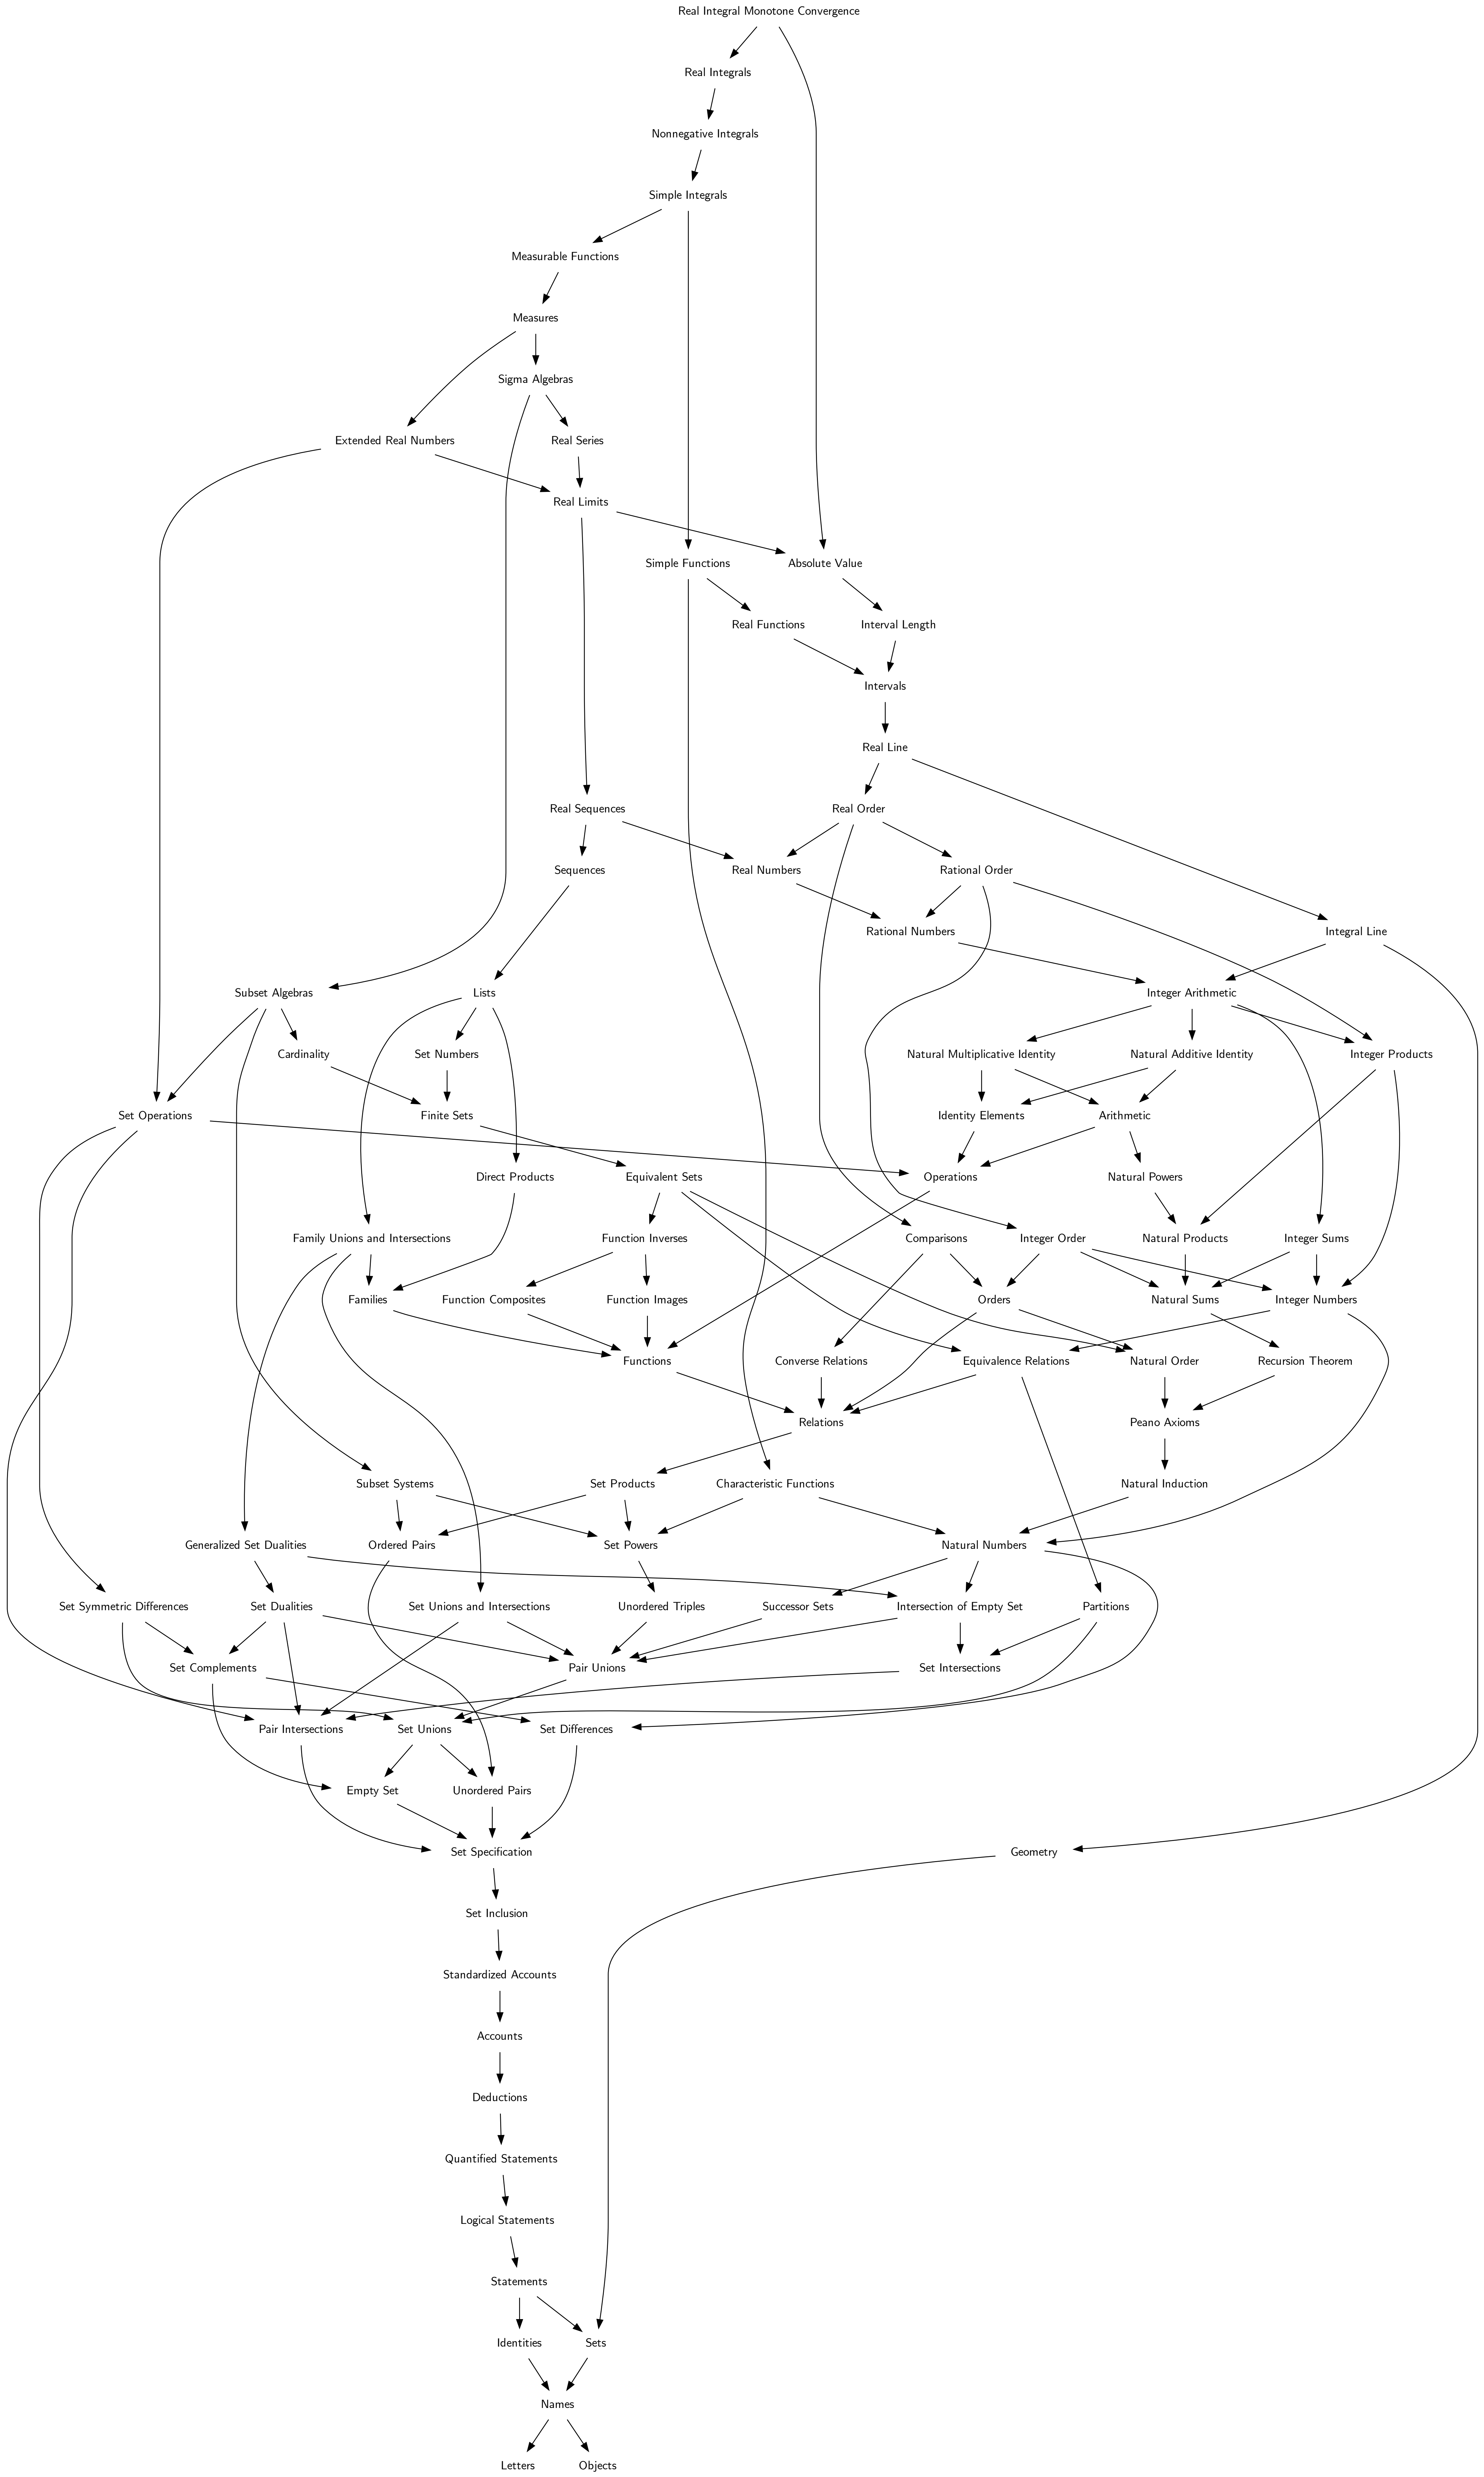 Real Integral Monotone Convergence
Real Integrals
Nonnegative Integrals
Simple Integrals
Measurable Functions
Measures
Sigma Algebras
Extended Real Numbers
Real Series
Real Limits
Simple Functions
Absolute Value
Real Functions
Interval Length
Intervals
Real Line
Real Sequences
Real Order
Sequences
Real Numbers
Rational Order
Rational Numbers
Integral Line
Subset Algebras
Lists
Integer Arithmetic
Cardinality
Set Numbers
Natural Multiplicative Identity
Natural Additive Identity
Integer Products
Set Operations
Finite Sets
Identity Elements
Arithmetic
Direct Products
Equivalent Sets
Operations
Natural Powers
Family Unions and Intersections
Function Inverses
Comparisons
Integer Order
Natural Products
Integer Sums
Families
Function Composites
Function Images
Orders
Natural Sums
Integer Numbers
Functions
Converse Relations
Equivalence Relations
Natural Order
Recursion Theorem
Relations
Peano Axioms
Subset Systems
Set Products
Characteristic Functions
Natural Induction
Generalized Set Dualities
Ordered Pairs
Set Powers
Natural Numbers
Set Symmetric Differences
Set Dualities
Set Unions and Intersections
Unordered Triples
Successor Sets
Intersection of Empty Set
Partitions
Set Complements
Pair Unions
Set Intersections
Pair Intersections
Set Unions
Set Differences
Empty Set
Unordered Pairs
Set Specification
Geometry
Set Inclusion
Standardized Accounts
Accounts
Deductions
Quantified Statements
Logical Statements
Statements
Identities
Sets
Names
Letters
Objects